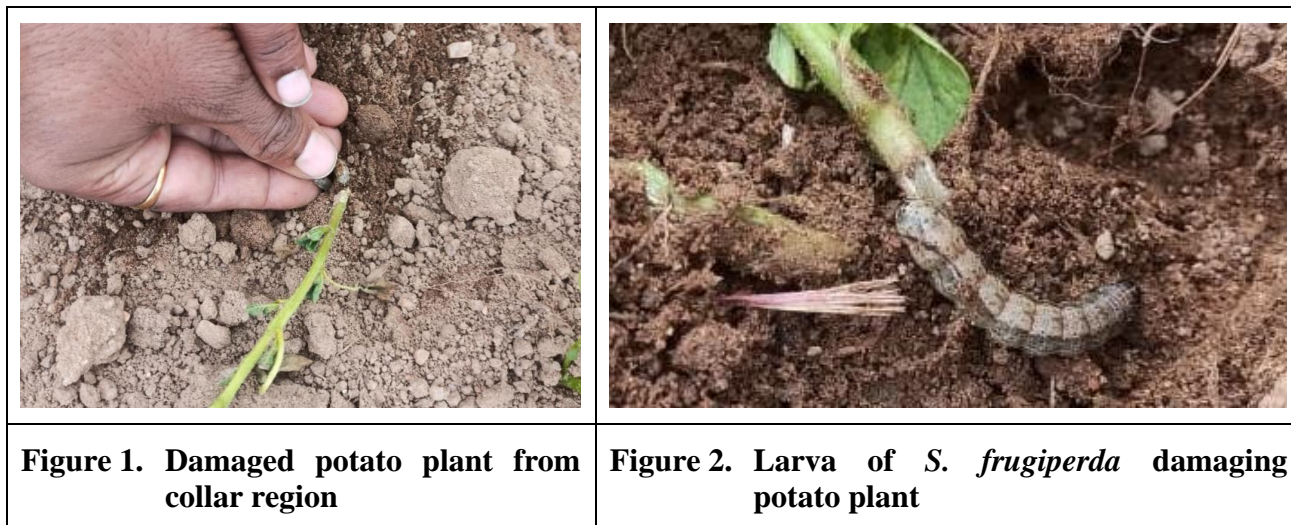 Figure 1. Damaged potato plant from
collar region
Figure 2. Larva of S. frugiperda damaging
potato plant